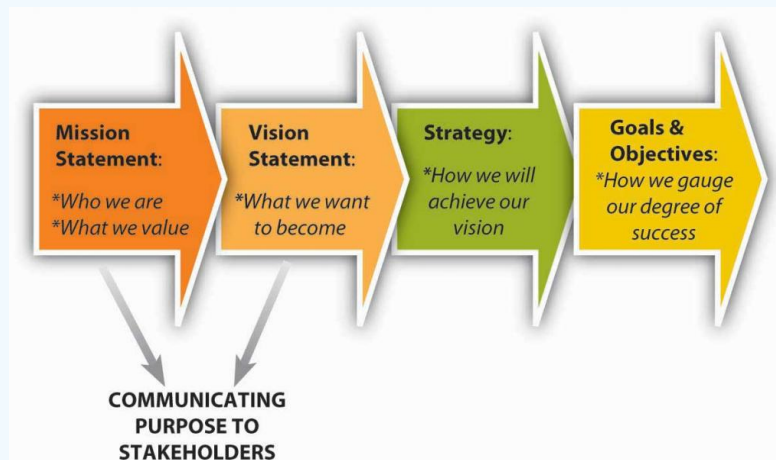 Mission
Statement:
*Who we are
*What we value
Vision
Statement:
*What we want
to become
Strategy:
*How we will
achieve our
vision
Goals &
Objectives:
*How we gauge
our degree of
success
COMMUNICATING
PURPOSE TO
STAKEHOLDERS